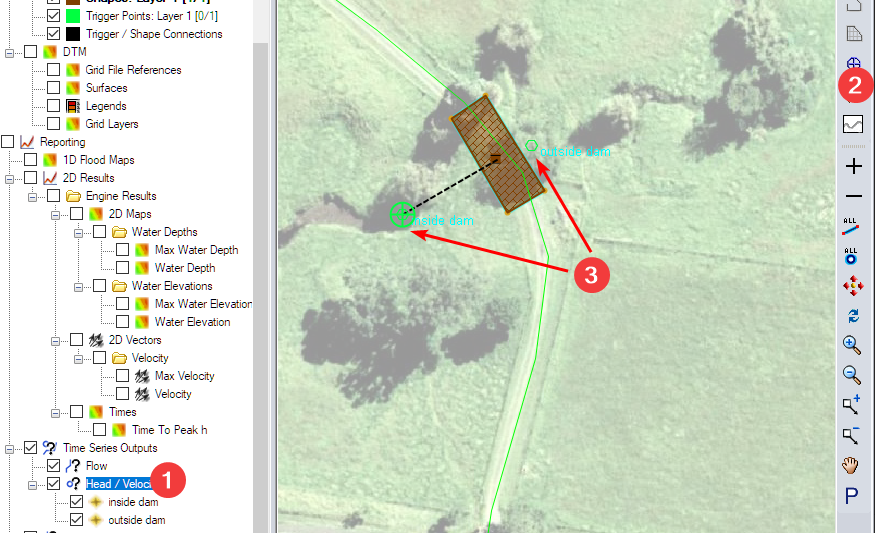 Shapes: Layer 1 [1/1]
Trigger Points: Layer 1 [0/1]
Trigger / Shape Connections
DTM
Grid File References
Surfaces
Legends
Grid Layers
Reporting
1D Flood Maps
2D Results
Engine Results
2D Maps
Water Depths
Max Water Depth
Water Depth
Water Elevations
Max Water Elevation
Water Elevation
2D Vectors
Velocity
Max Velocity
Velocity
Times
Time To Peak h
Time Series Outputs
Flow
Head / Veloci
1
inside dam
outside dam
outside dam
inside dam
3
2
ALL
ALL
P